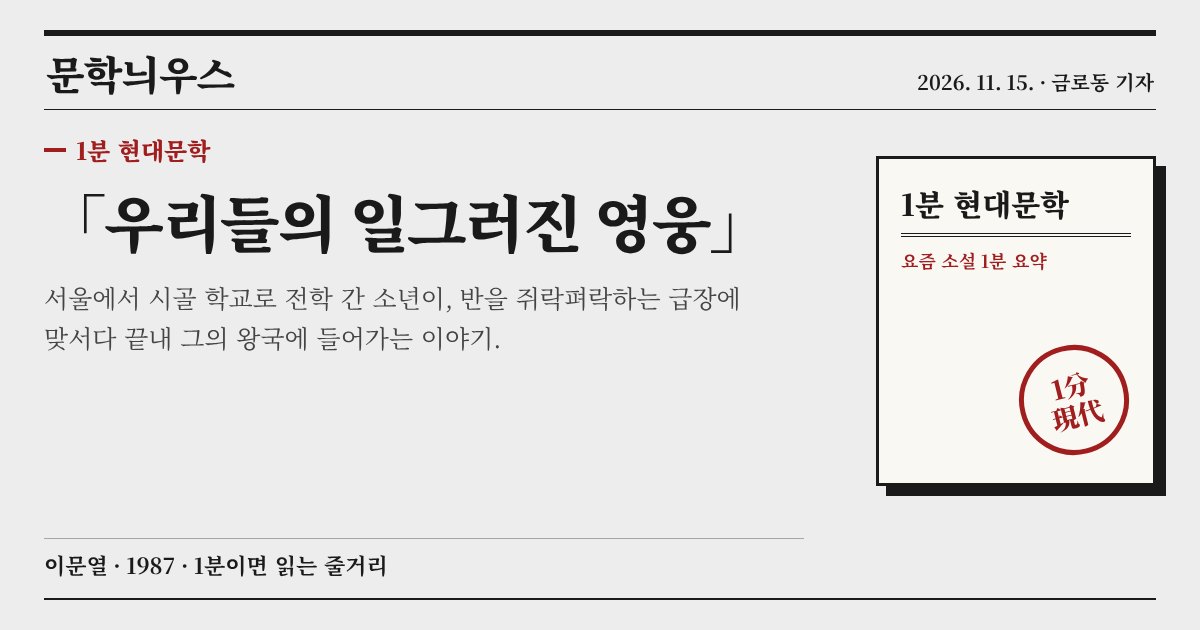 문학늬우스
2026. 11. 15. · 금로동 기자
1분 현대문학
「우리들의 일그러진 영웅」
서울에서 시골 학교로 전학 간 소년이, 반을 쥐락펴락하는 급장에
맞서다 끝내 그의 왕국에 들어가는 이야기.
1분 현대문학
요즘 소설 1분 요약
1分
現代
이문열 · 1987 · 1분이면 읽는 줄거리